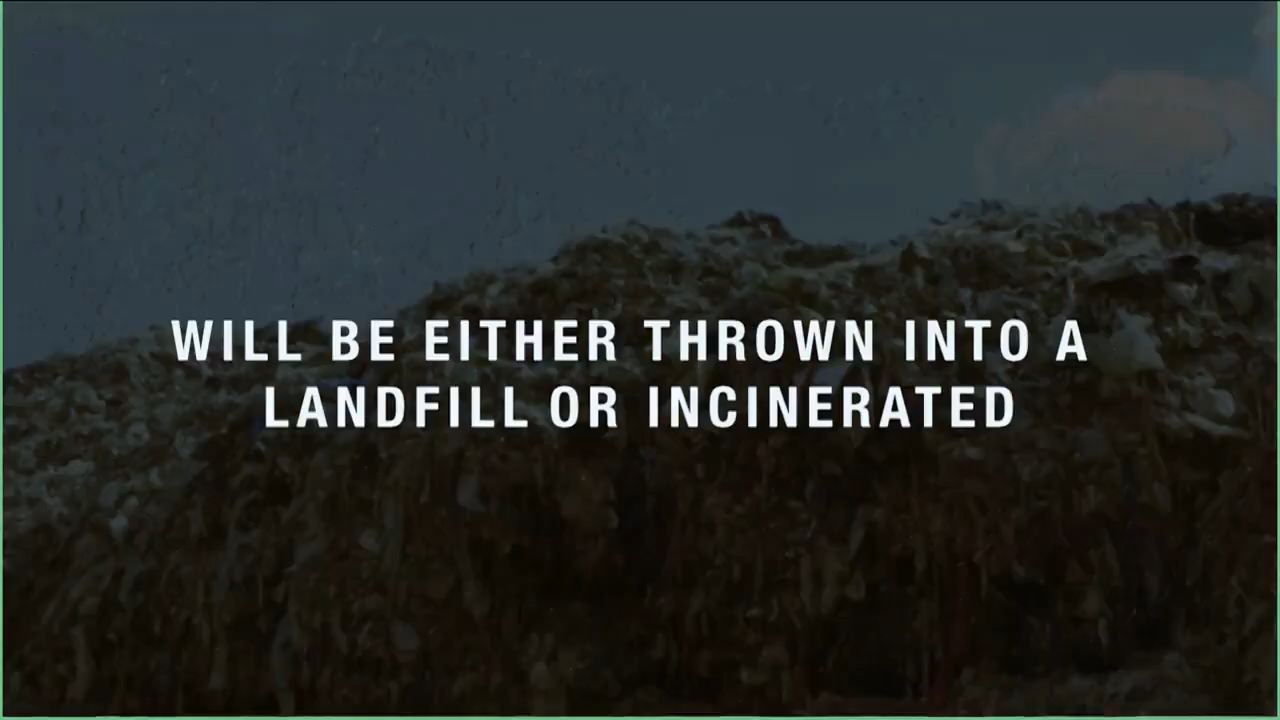 WILL BE EITHER THROWN INTO A
LANDFILL OR INCINERATED